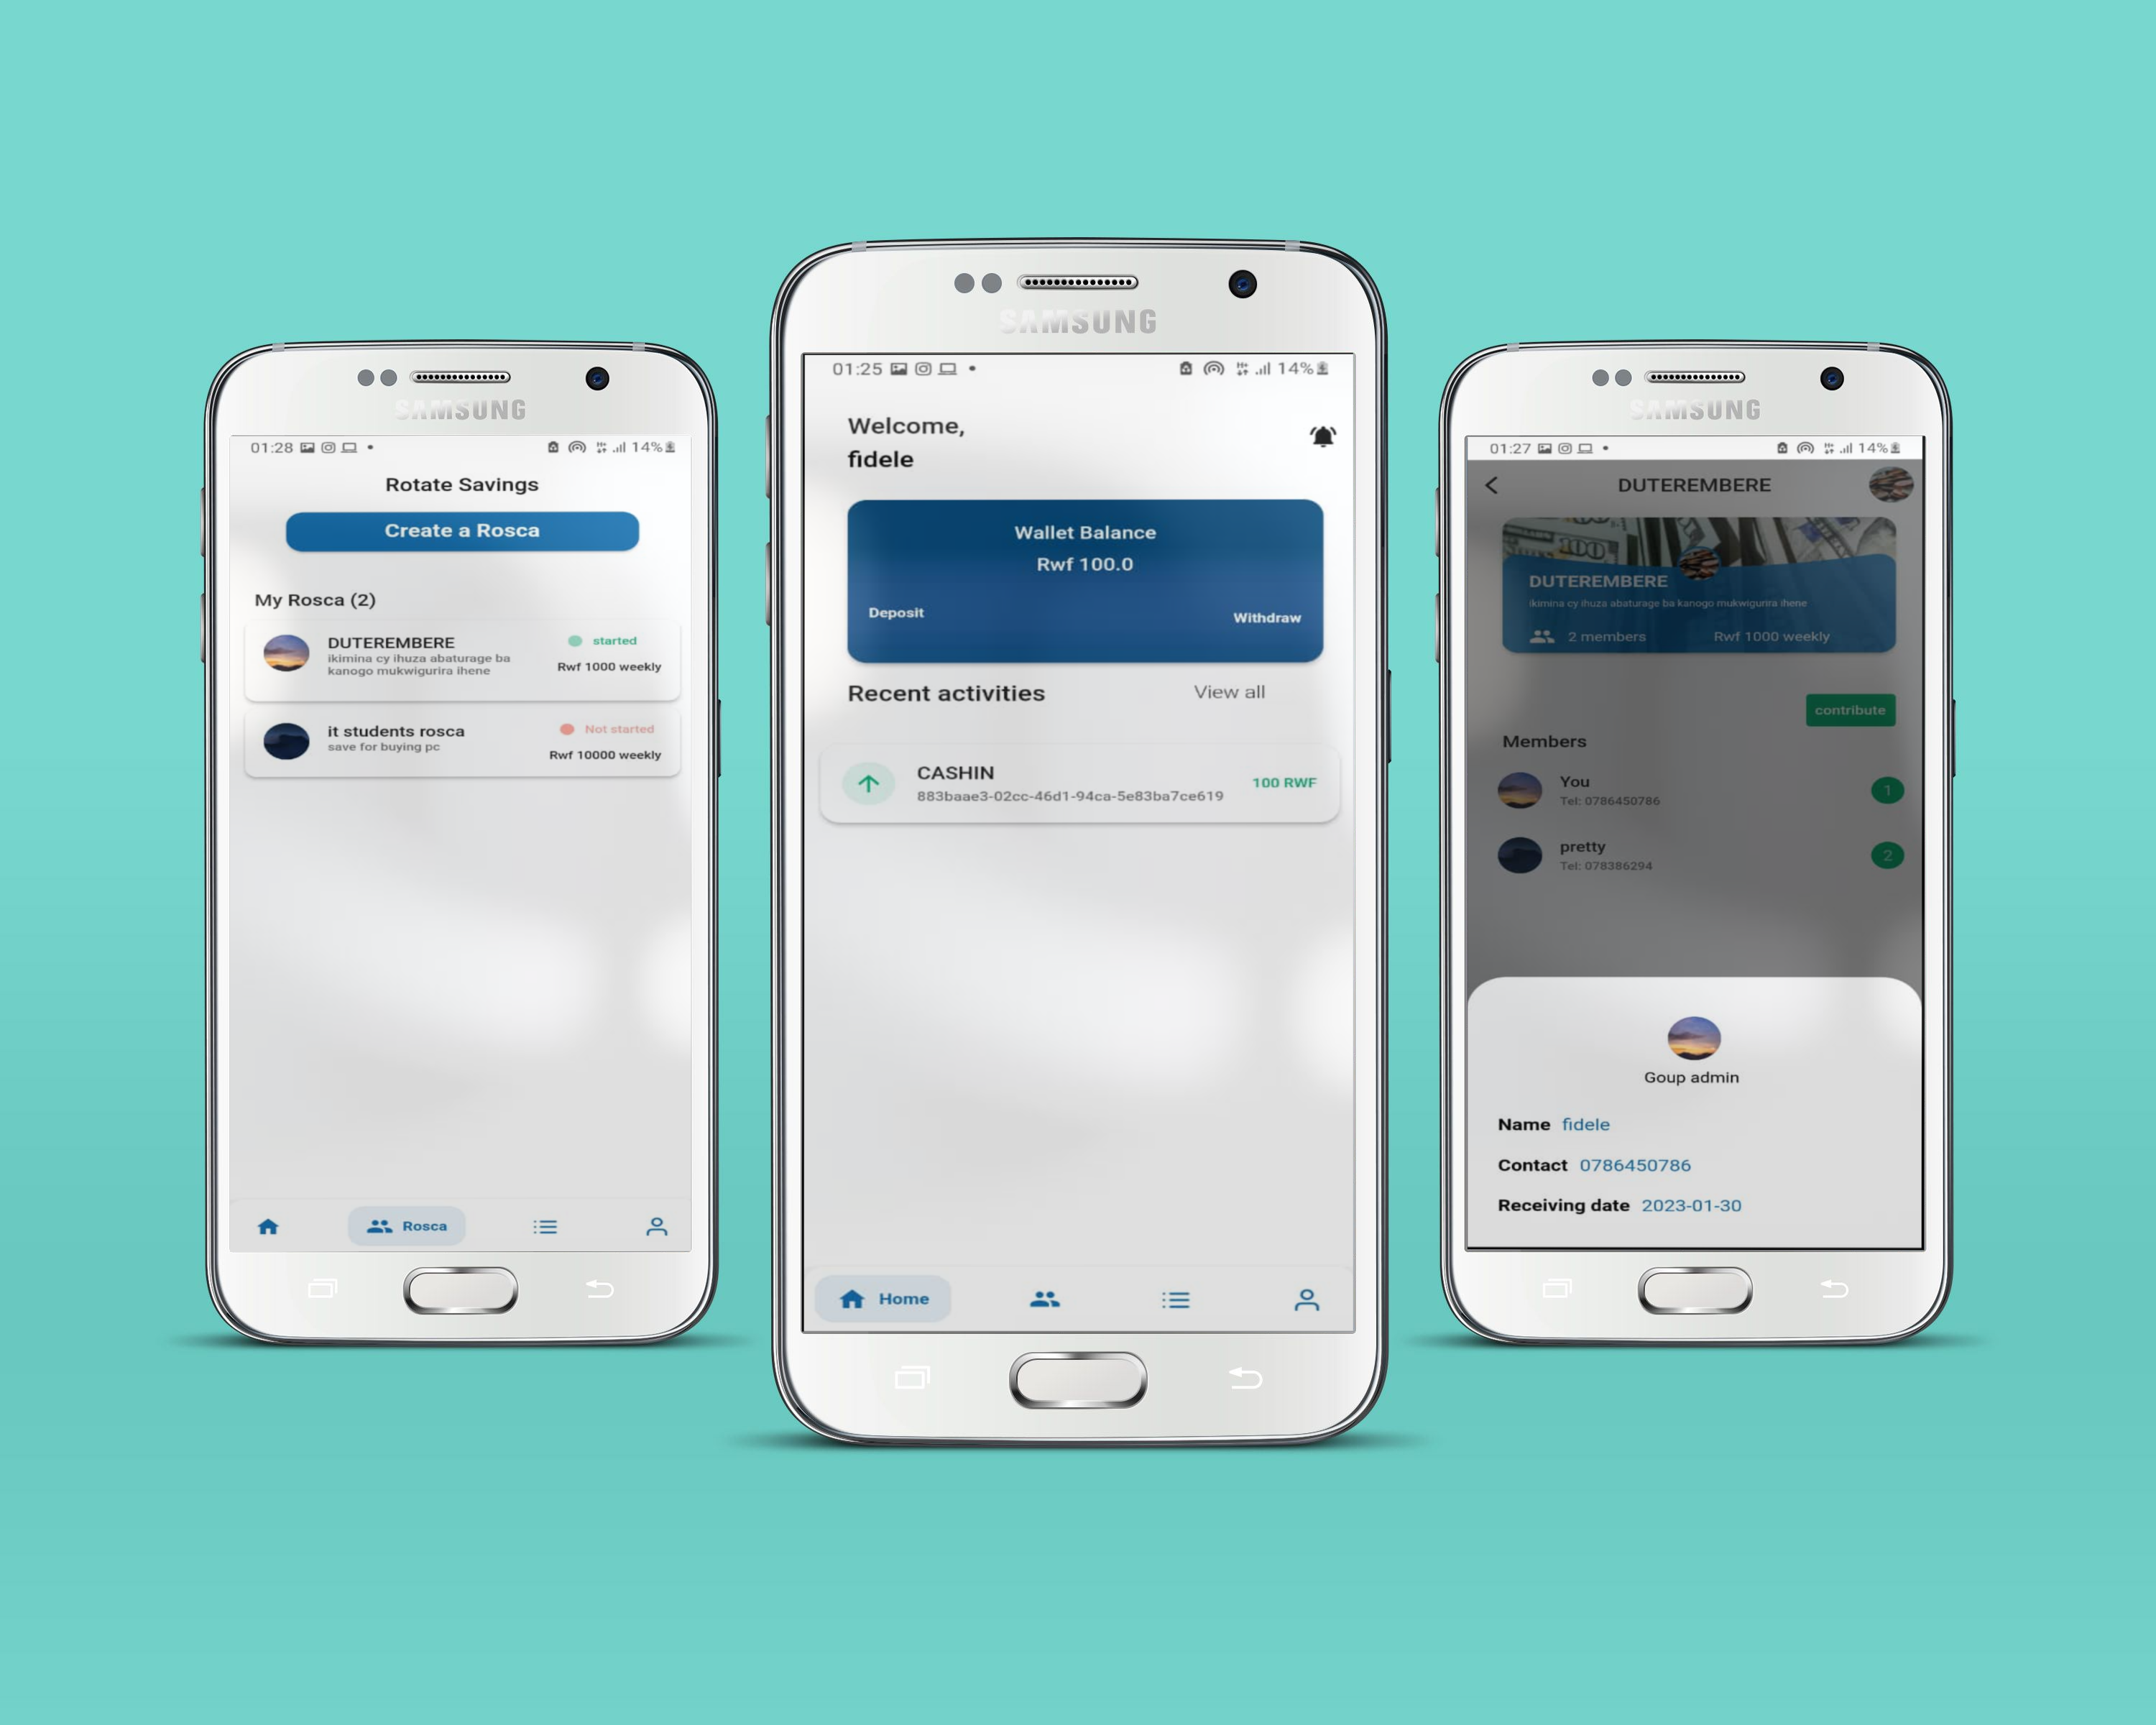 SAMSUNG
01:28
14%
Rotate Savings
Create a Rosca
My Rosca (2)
DUTEREMBERE
ikimina cy ihuza abaturage ba
kanogo mukwigurira ihene
started
Rwf 1000 weekly
it students rosca
save for buying pc
Not started
Rwf 10000 weekly
Rosca
SAMSUNG
01:25
14%
Welcome,
fidele
Wallet Balance
Rwf 100.0
Deposit
Withdraw
Recent activities
View all
CASHIN
883baae3-02cc-46d1-94ca-5e83ba7ce619
100 RWF
Home
SAMSUNG
01:27
14%
DUTEREMBERE
100
DUTEREMBERE
ikimina cy ihuza abaturage ba kanogo mukwigurira ihene
2 members
Rwf 1000 weekly
contribute
Members
You
Tel: 0786450786
1
pretty
Tel: 078386294
2
Goup admin
Name fidele
Contact 0786450786
Receiving date 2023-01-30